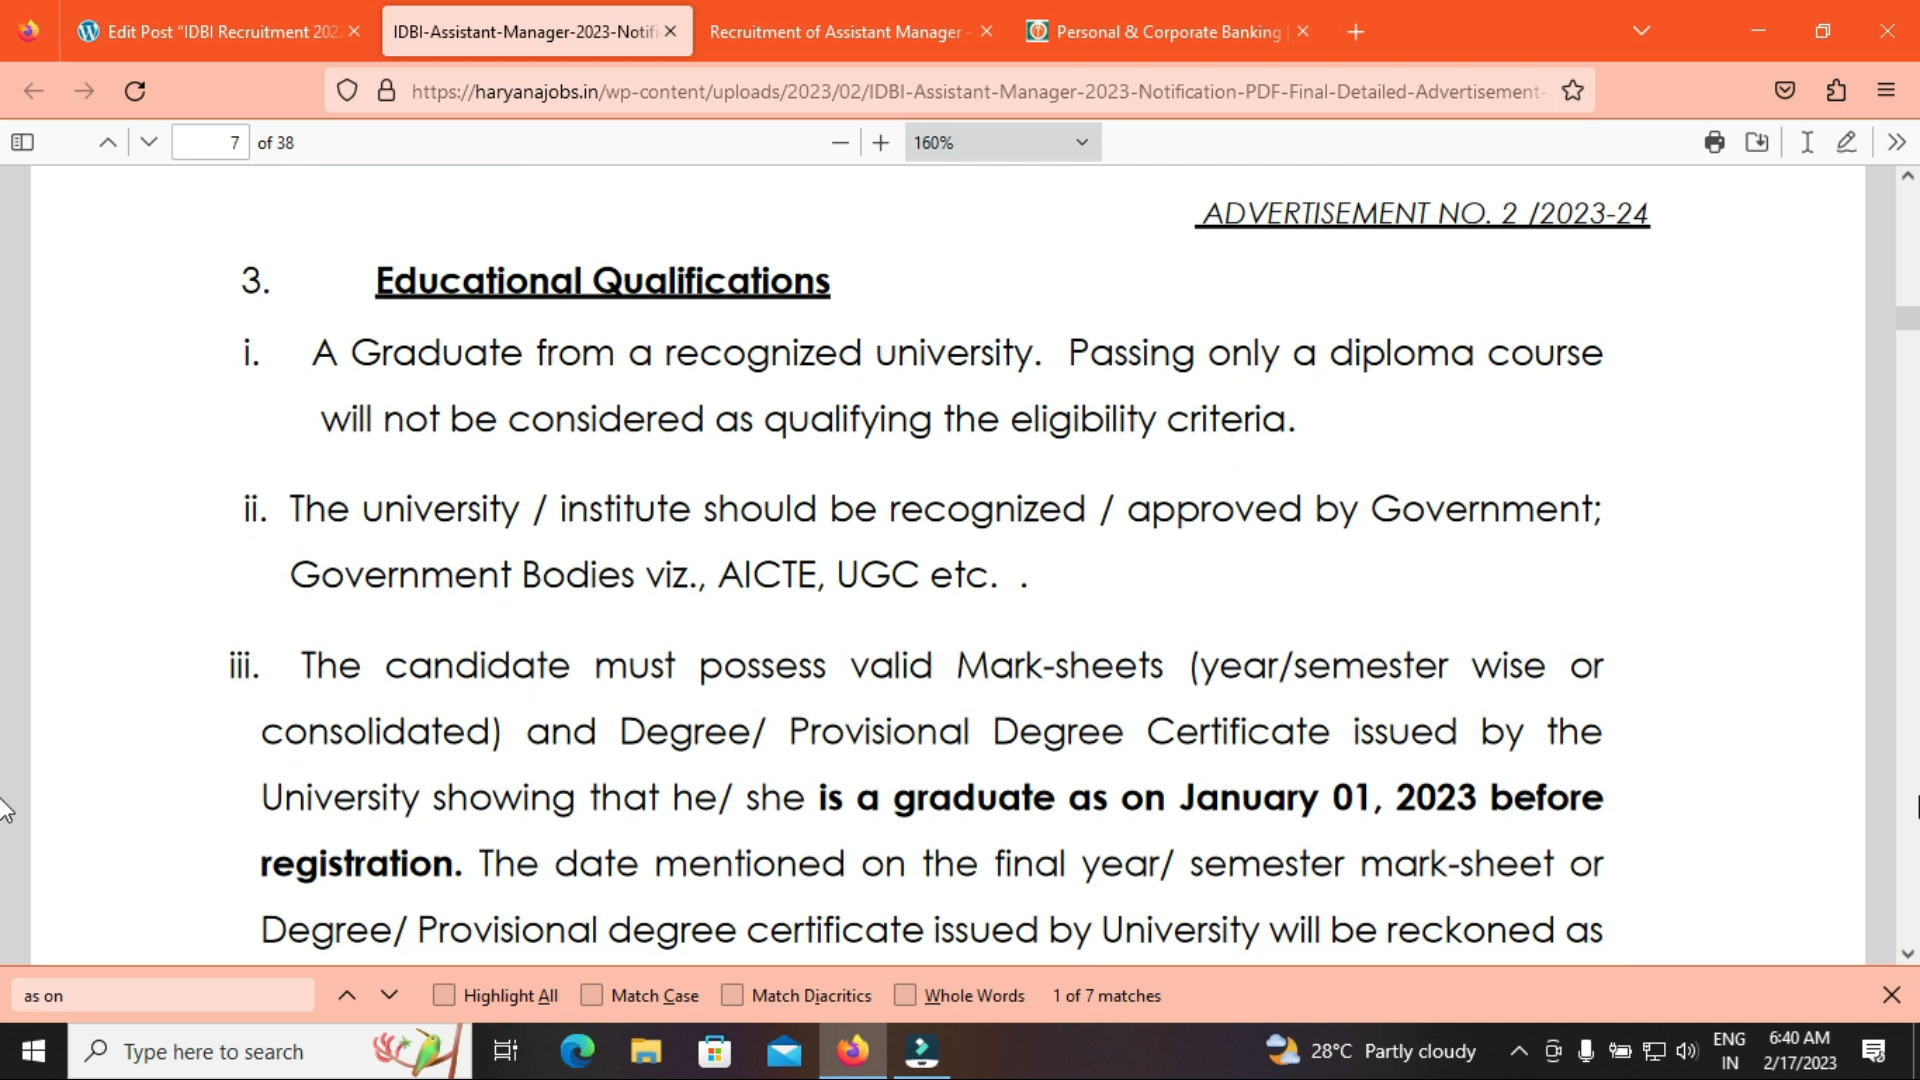 Edit Post "IDBI Recruitment 202
IDBI-Assistant-Manager-2023-Notifi
Recruitment of Assistant Manager -
Personal & Corporate Banking |
https://haryanajobs.in/wp-content/uploads/2023/02/IDBI-Assistant-Manager-2023-Notification-PDF-Final-Detailed-Advertisement-
7 of 38
160%
ADVERTISEMENT NO. 2 /2023-24
3. Educational Qualifications
i. A Graduate from a recognized university. Passing only a diploma course
will not be considered as qualifying the eligibility criteria.
ii. The university / institute should be recognized / approved by Government;
Government Bodies viz., AICTE, UGC etc. .
iii. The candidate must possess valid Mark-sheets (year/semester wise or
consolidated) and Degree/ Provisional Degree Certificate issued by the
University showing that he/ she is a graduate as on January 01, 2023 before
registration. The date mentioned on the final year/ semester mark-sheet or
Degree/ Provisional degree certificate issued by University will be reckoned as
as on
Highlight All
Match Case
Match Diacritics
Whole Words
1 of 7 matches
Type here to search
28°C Partly cloudy
ENG
IN
6:40 AM
2/17/2023